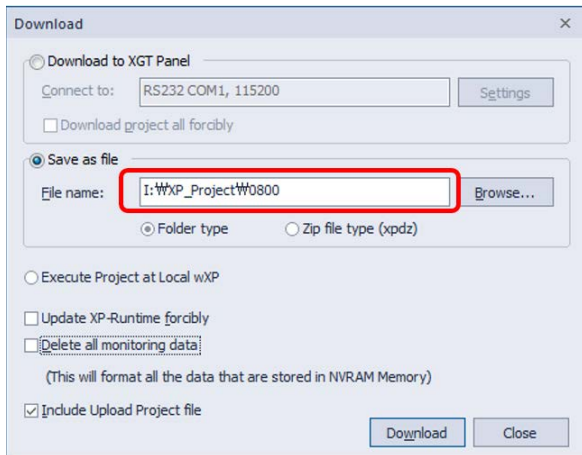 Download
Download to XGT Panel
Connect to: RS232 COM1, 115200 Settings
Download project all forcibly
Save as file
File name: I:₩XP_Project₩0800 Browse...
Folder type Zip file type (xpdz)
Execute Project at Local wXP
Update XP-Runtime forcibly
Delete all monitoring data
(This will format all the data that are stored in NVRAM Memory)
Include Upload Project file
Download Close